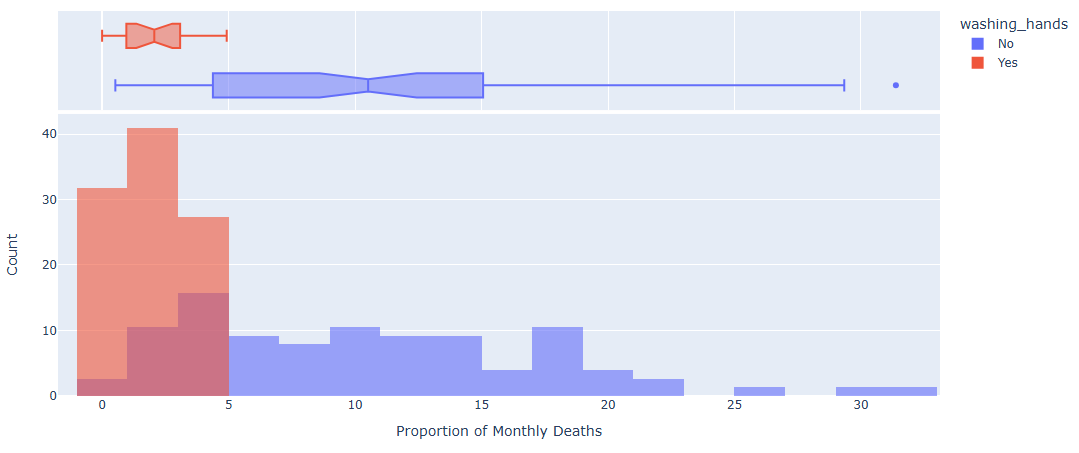 washing_hands
No
Yes
40
30
20
10
0
Count
0 5 10 15 20 25 30
Proportion of Monthly Deaths